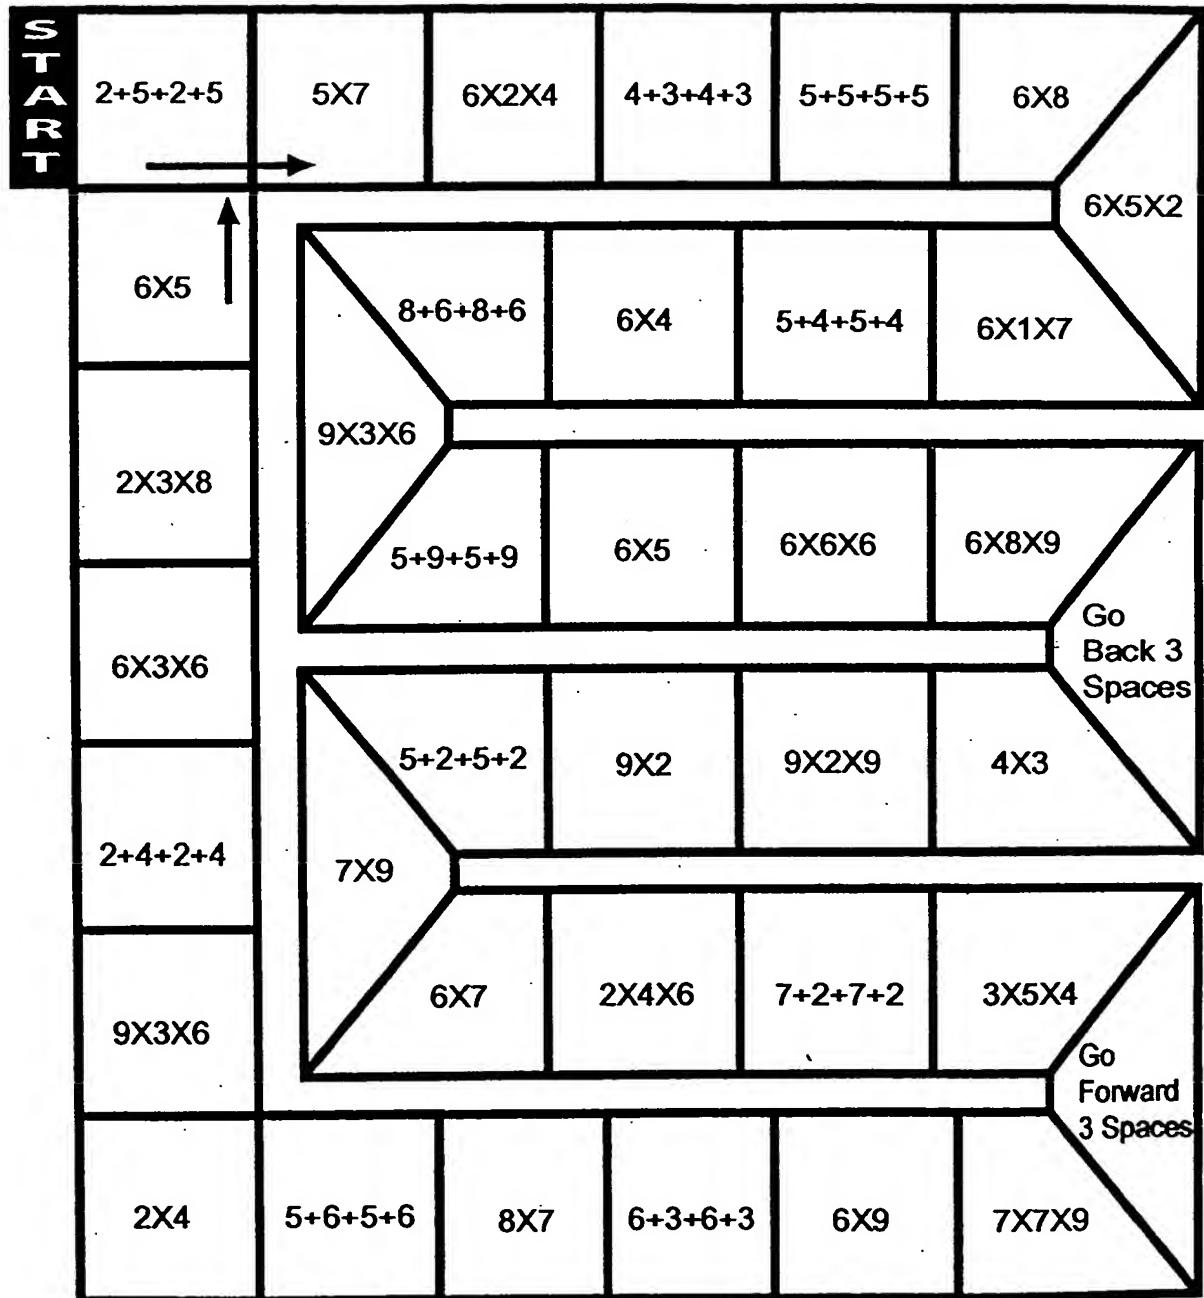 START
2+5+2+5
5X7
6X2X4
4+3+4+3
5+5+5+5
6X8
6X5X2
6X5
8+6+8+6
6X4
5+4+5+4
6X1X7
9X3X6
2X3X8
5+9+5+9
6X5
6X6X6
6X8X9
Go
Back 3
Spaces
6X3X6
5+2+5+2
9X2
9X2X9
4X3
2+4+2+4
7X9
6X7
2X4X6
7+2+7+2
3X5X4
9X3X6
Go
Forward
3 Spaces
2X4
5+6+5+6
8X7
6+3+6+3
6X9
7X7X9